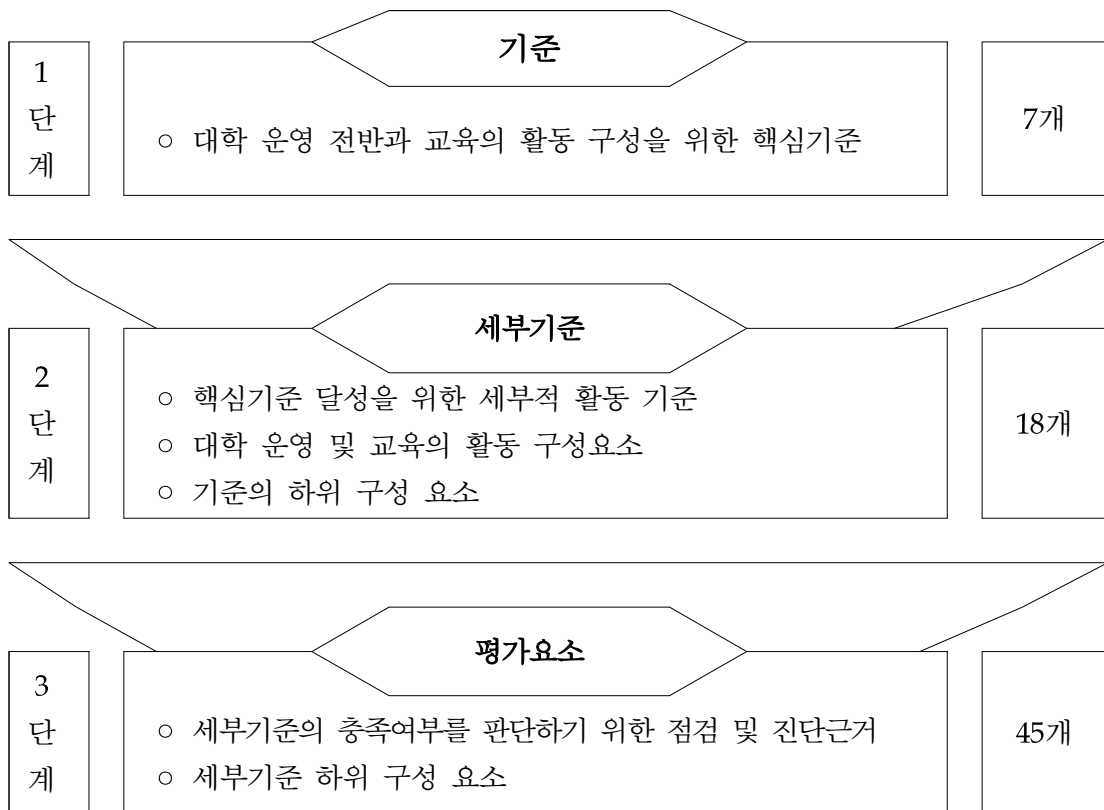 기준
1
단
계
○ 대학 운영 전반과 교육의 활동 구성을 위한 핵심기준
7개
세부기준
2
단
계
○ 핵심기준 달성을 위한 세부적 활동 기준
○ 대학 운영 및 교육의 활동 구성요소
○ 기준의 하위 구성 요소
18개
평가요소
3
단
계
○ 세부기준의 충족여부를 판단하기 위한 점검 및 진단근거
○ 세부기준 하위 구성 요소
45개